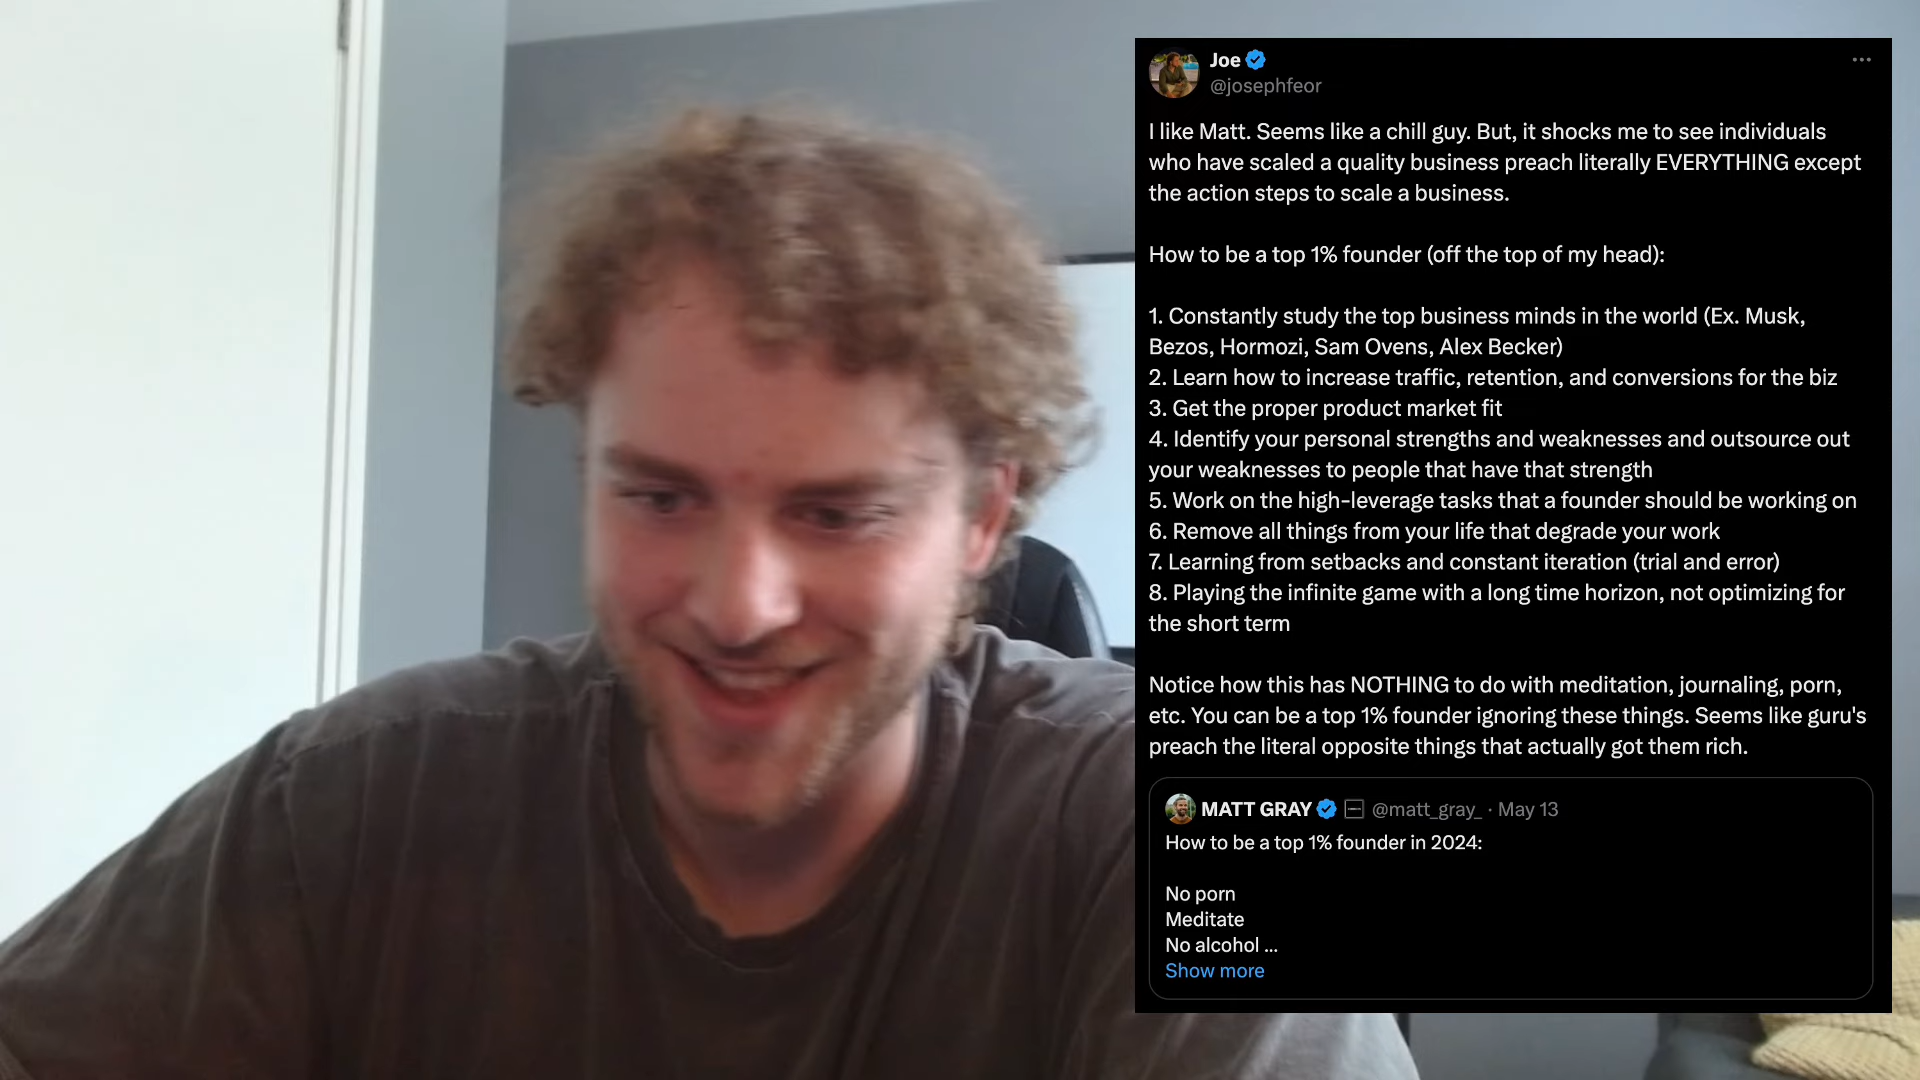 Joe
@josephfeor
I like Matt. Seems like a chill guy. But, it shocks me to see individuals
who have scaled a quality business preach literally EVERYTHING except
the action steps to scale a business.
How to be a top 1% founder (off the top of my head):
1. Constantly study the top business minds in the world (Ex. Musk,
Bezos, Hormozi, Sam Ovens, Alex Becker)
2. Learn how to increase traffic, retention, and conversions for the biz
3. Get the proper product market fit
4. Identify your personal strengths and weaknesses and outsource out
your weaknesses to people that have that strength
5. Work on the high-leverage tasks that a founder should be working on
6. Remove all things from your life that degrade your work
7. Learning from setbacks and constant iteration (trial and error)
8. Playing the infinite game with a long time horizon, not optimizing for
the short term
Notice how this has NOTHING to do with meditation, journaling, porn,
etc. You can be a top 1% founder ignoring these things. Seems like guru's
preach the literal opposite things that actually got them rich.
MATT GRAY @matt_gray_ · May 13
How to be a top 1% founder in 2024:
No porn
Meditate
No alcohol ...
Show more